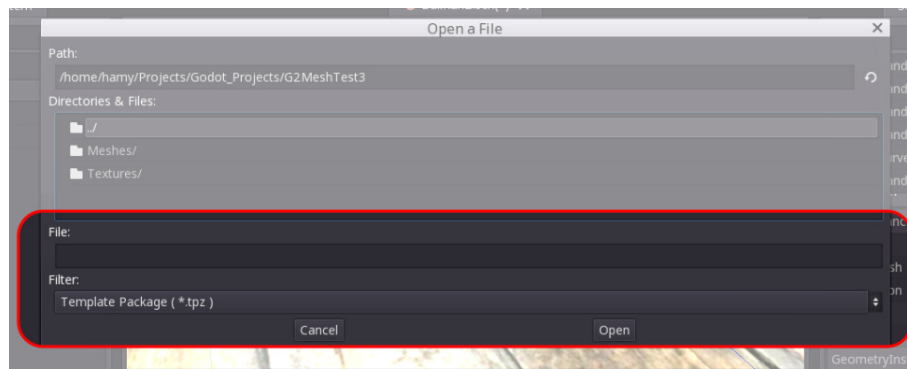 Open a File
Path:
/home/hamy/Projects/Godot_Projects/G2MeshTest3
Directories & Files:
../
Meshes/
Textures/
File:
Filter:
Template Package ( *.tpz )
Cancel
Open
GeometryIns